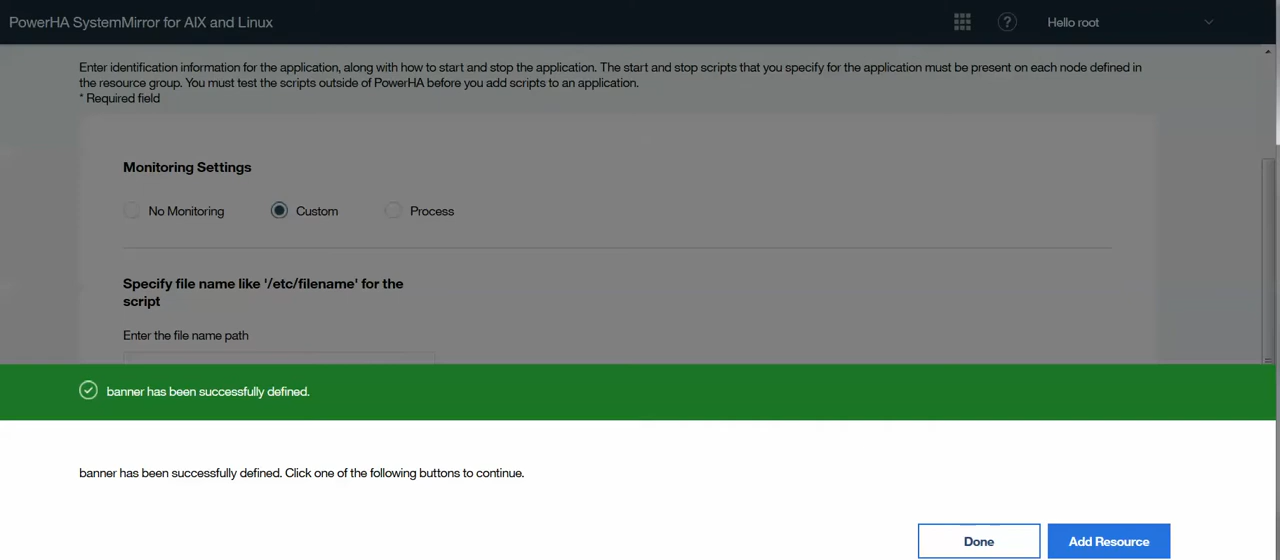 PowerHA SystemMirror for AIX and Linux
Hello root
Enter identification information for the application, along with how to start and stop the application. The start and stop scripts that you specify for the application must be present on each node defined in
the resource group. You must test the scripts outside of PowerHA before you add scripts to an application.
* Required field
Monitoring Settings
No Monitoring
Custom
Process
Specify file name like '/etc/filename' for the
script
Enter the file name path
banner has been successfully defined.
banner has been successfully defined. Click one of the following buttons to continue.
Done
Add Resource